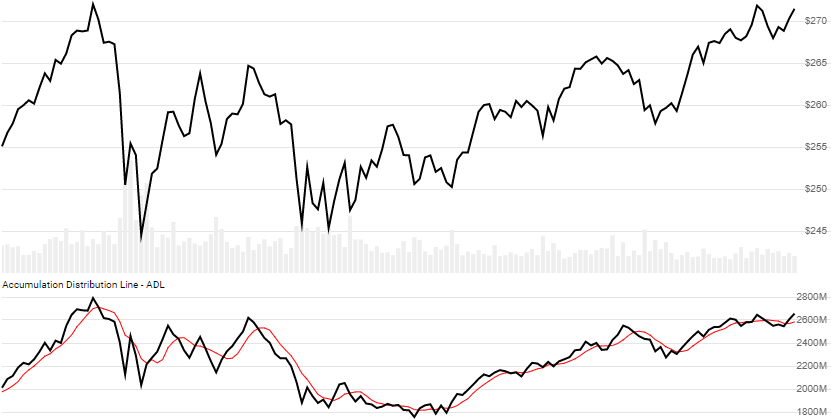 $270
$265
$260
$255
$250
$245
Accumulation Distribution Line - ADL
2800M
2600M
2400M
2200M
2000M
1800M